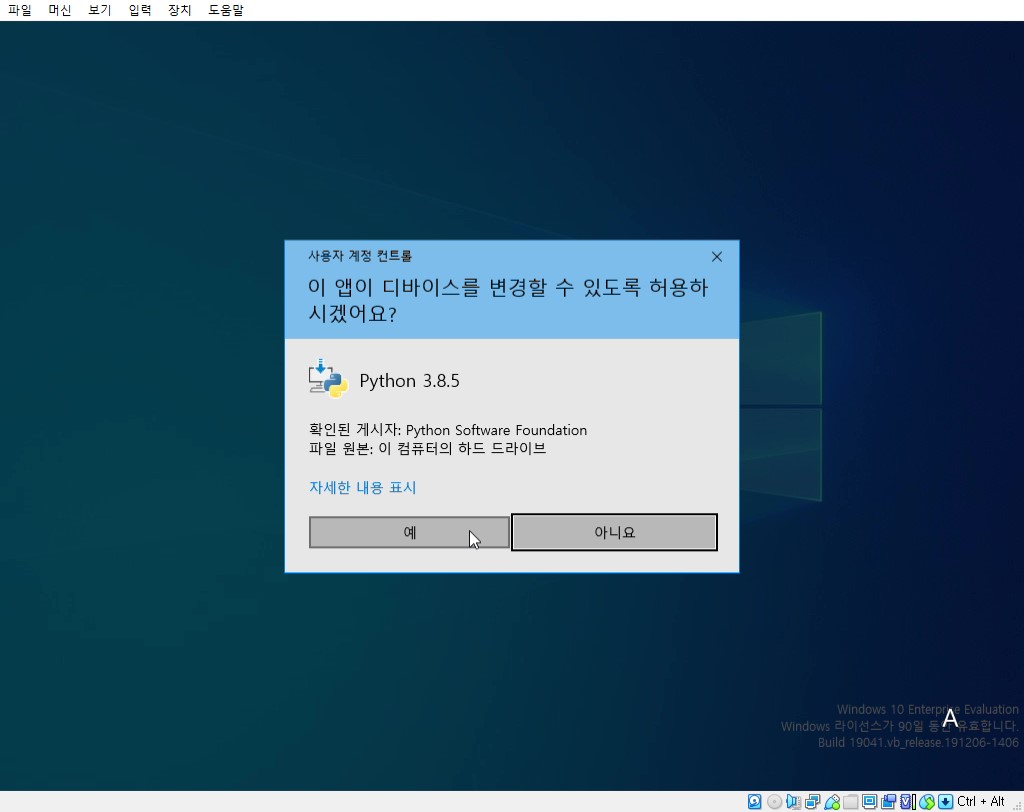 파일 머신 보기 입력 장치 도움말
사용자 계정 컨트롤
이 앱이 디바이스를 변경할 수 있도록 허용하
시겠어요?
Python 3.8.5
확인된 게시자: Python Software Foundation
파일 원본: 이 컴퓨터의 하드 드라이브
자세한 내용 표시
예 아니요
Windows 10 Enterprise Evaluation
A
Windows 라이선스가 90일 동안 유효합니다.
Build 19041.vb_release.191206-1406
Ctrl + Alt